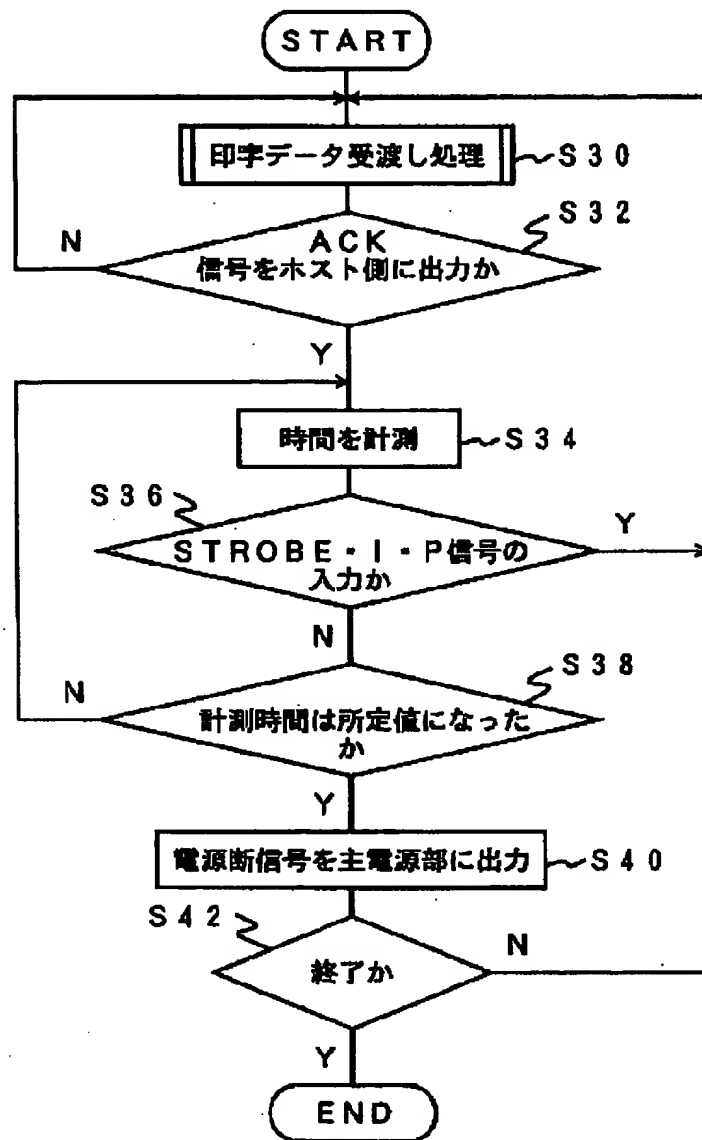 START
印字データ受渡し処理
S30
S32
N
ACK
信号をホスト側に出力か
Y
時間を計測
S34
S36
Y
STROBE・I・P信号の
入力か
N
S38
N
計測時間は所定値になった
か
Y
電源断信号を主電源部に出力
S40
S42
N
終了か
Y
END